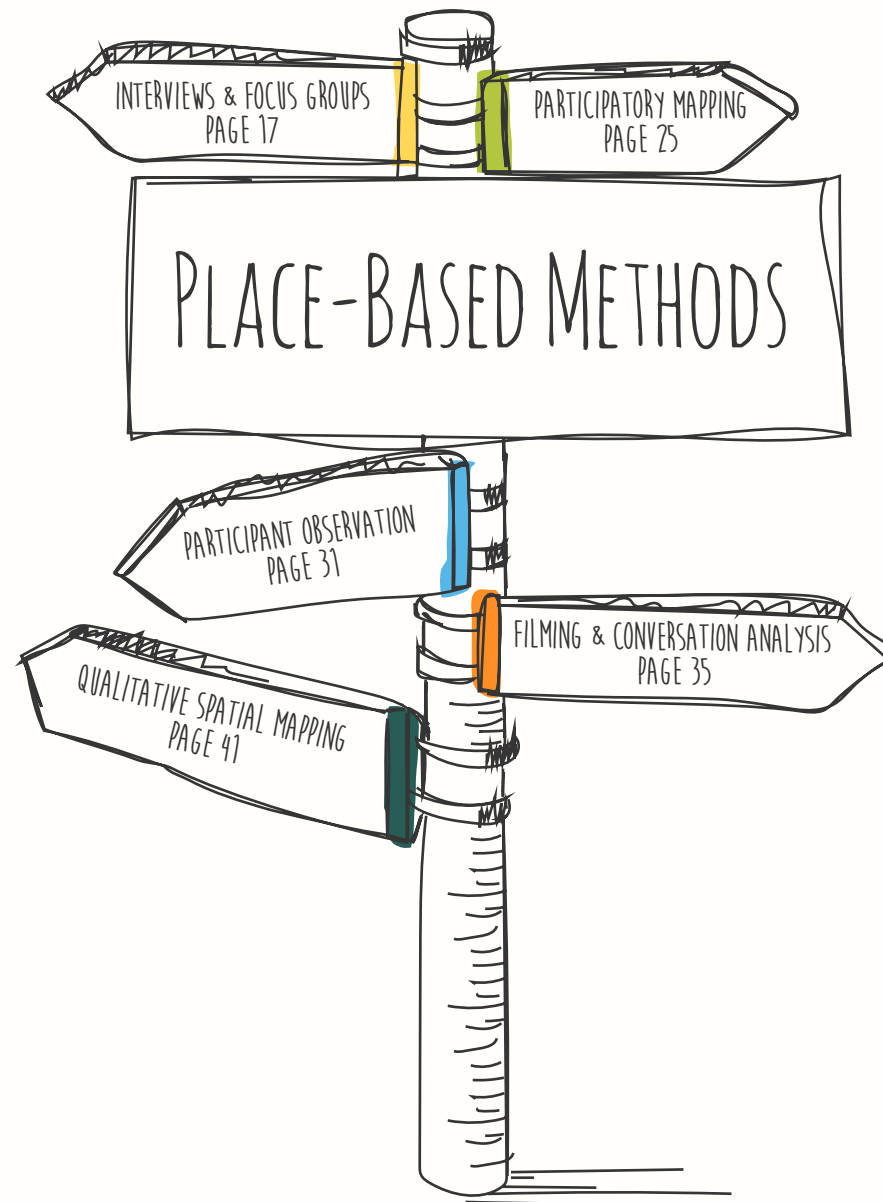 INTERVIEWS & FOCUS GROUPS
PAGE 17
PARTICIPATORY MAPPING
PAGE 25
PLACE-BASED METHODS
PARTICIPANT OBSERVATION
PAGE 31
FILMING & CONVERSATION ANALYSIS
PAGE 35
QUALITATIVE SPATIAL MAPPING
PAGE 41